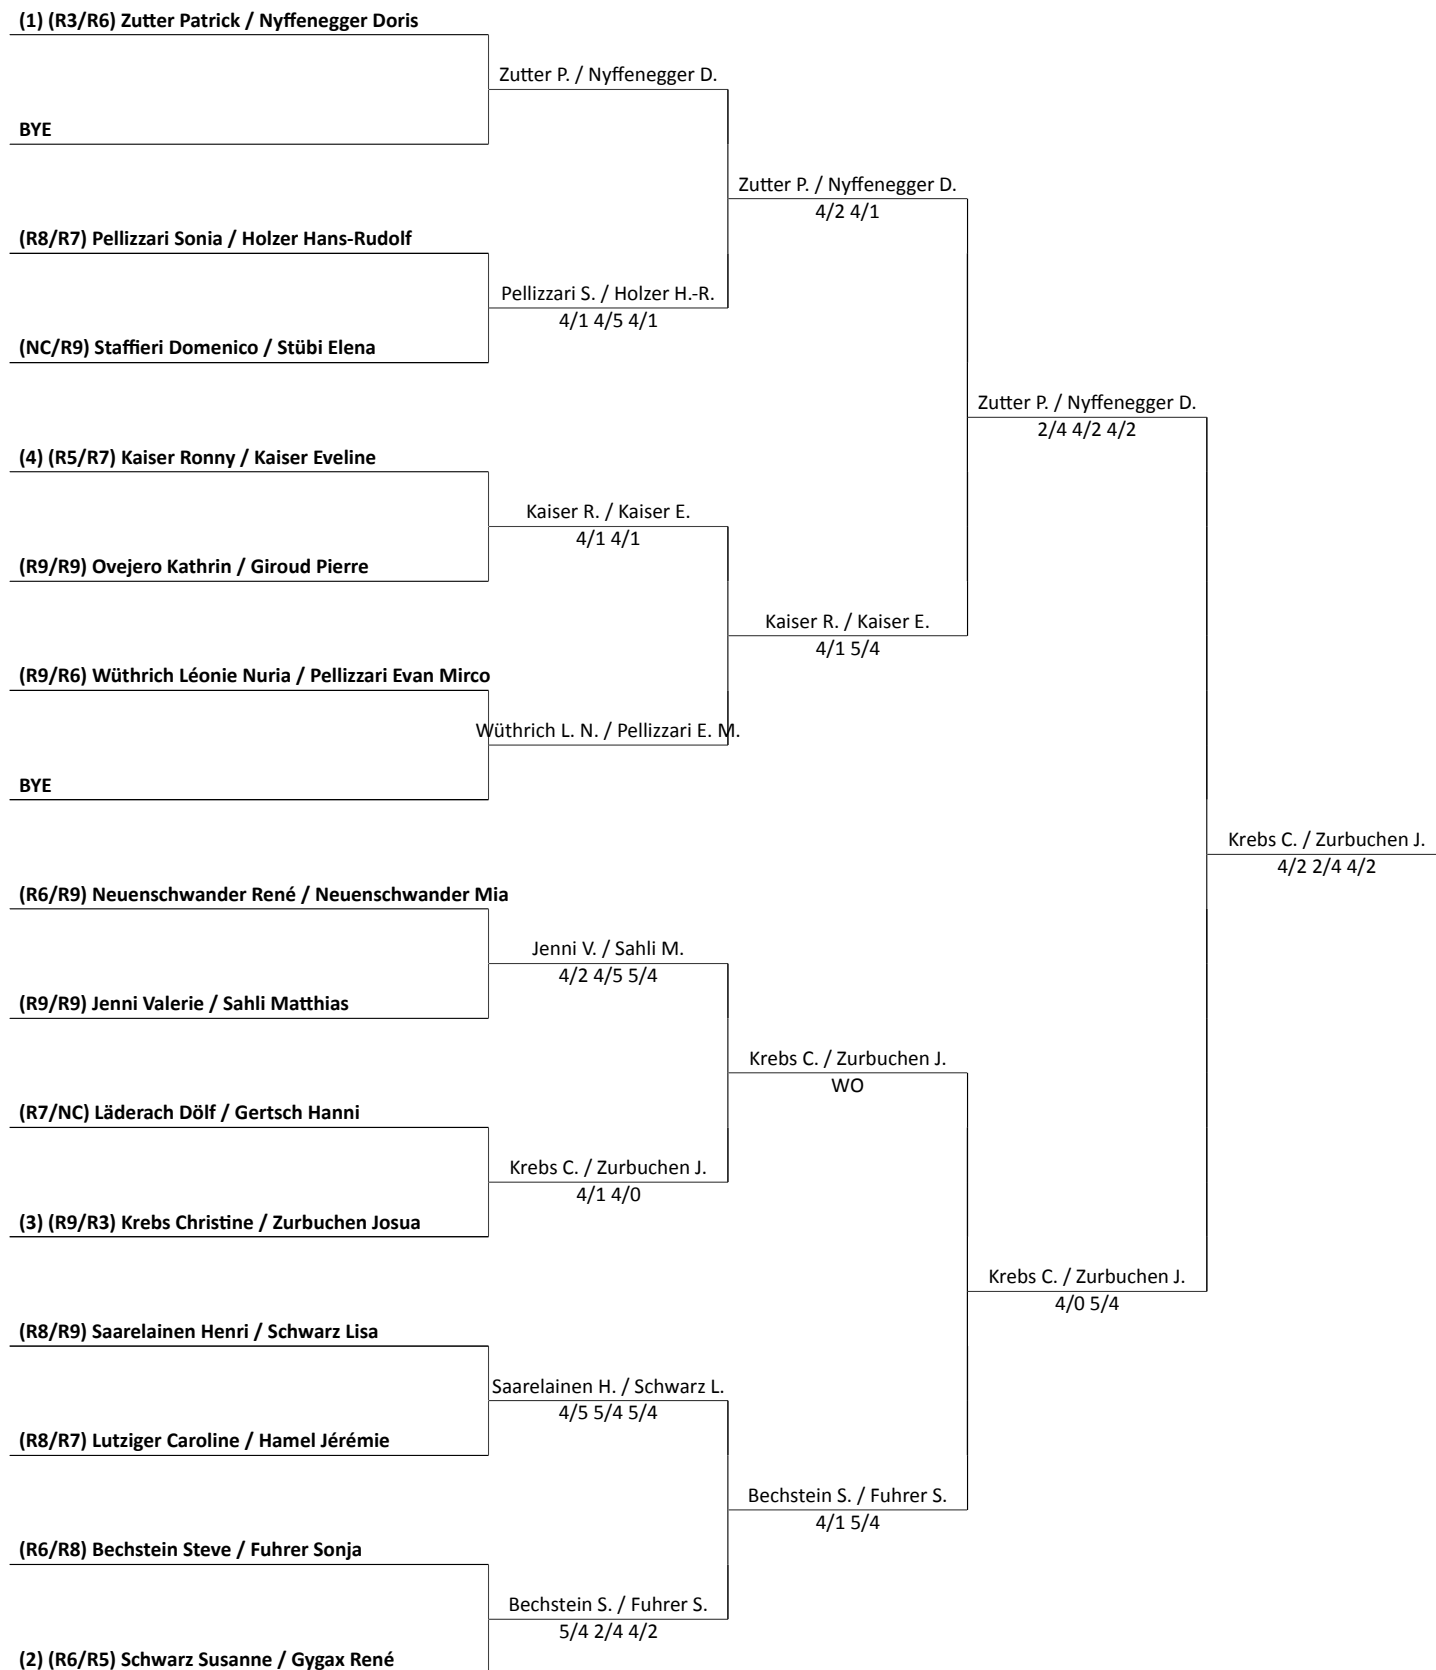 (1) (R3/R6) Zutter Patrick / Nyffenegger Doris
Zutter P. / Nyffenegger D.
BYE
Zutter P. / Nyffenegger D.
4/2 4/1
(R8/R7) Pellizzari Sonia / Holzer Hans-Rudolf
Pellizzari S. / Holzer H.-R.
4/1 4/5 4/1
(NC/R9) Staffieri Domenico / Stübi Elena
Zutter P. / Nyffenegger D.
2/4 4/2 4/2
(4) (R5/R7) Kaiser Ronny / Kaiser Eveline
Kaiser R. / Kaiser E.
4/1 4/1
(R9/R9) Ovejero Kathrin / Giroud Pierre
Kaiser R. / Kaiser E.
4/1 5/4
(R9/R6) Wüthrich Léonie Nuria / Pellizzari Evan Mirco
Wüthrich L. N. / Pellizzari E. M.
BYE
Krebs C. / Zurbuchen J.
4/2 2/4 4/2
(R6/R9) Neuenschwander René / Neuenschwander Mia
Jenni V. / Sahli M.
4/2 4/5 5/4
(R9/R9) Jenni Valerie / Sahli Matthias
Krebs C. / Zurbuchen J.
WO
(R7/NC) Läderach Dölf / Gertsch Hanni
Krebs C. / Zurbuchen J.
4/1 4/0
(3) (R9/R3) Krebs Christine / Zurbuchen Josua
Krebs C. / Zurbuchen J.
4/0 5/4
(R8/R9) Saarelainen Henri / Schwarz Lisa
Saarelainen H. / Schwarz L.
4/5 5/4 5/4
(R8/R7) Lutziger Caroline / Hamel Jérémie
Bechstein S. / Fuhrer S.
4/1 5/4
(R6/R8) Bechstein Steve / Fuhrer Sonja
Bechstein S. / Fuhrer S.
5/4 2/4 4/2
(2) (R6/R5) Schwarz Susanne / Gygax René